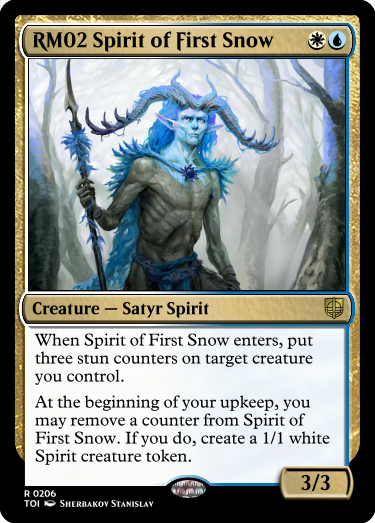 RM02 Spirit of First Snow
Creature — Satyr Spirit
When Spirit of First Snow enters, put
three stun counters on target creature
you control.
At the beginning of your upkeep, you
may remove a counter from Spirit of
First Snow. If you do, create a 1/1 white
Spirit creature token.
3/3
R 0206
TOI Sherbakov Stanislav